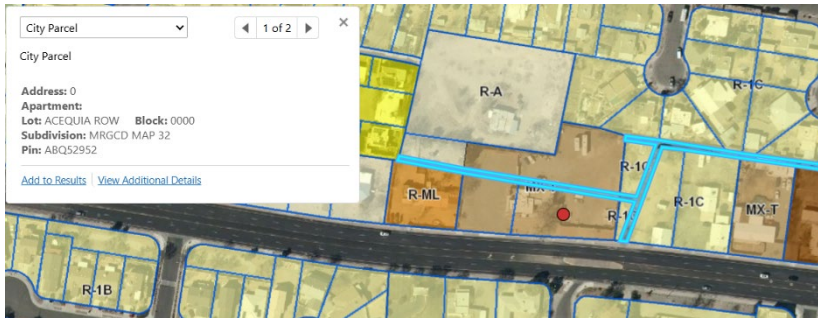 City Parcel
1 of 2
City Parcel
Address: 0
Apartment:
Lot: ACEQUIA ROW Block: 0000
Subdivision: MRGCD MAP 32
Pin: ABQ52952
Add to Results View Additional Details
R-A
R-1C
R-1C
R-ML
R-1C
MX-T
R-1B